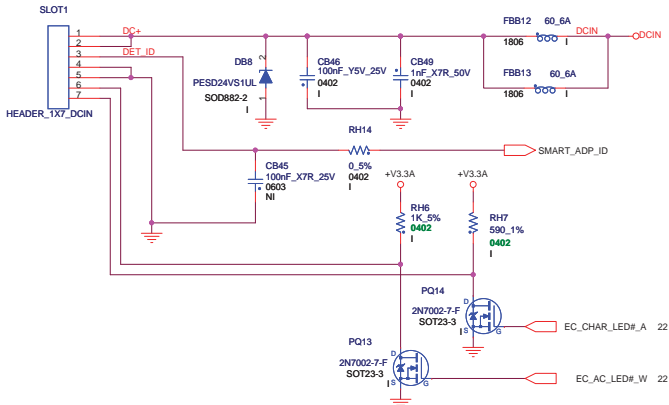 SLOT1
1
2
3
4
5
6
7
HEADER_1X7_DCIN
DC+
DET_ID
DB8
PESD24VS1UL
SOD882-2
I
2
1
CB46
100nF_Y5V_25V
0402
I
CB49
1nF_X7R_50V
0402
I
FBB12 60_6A
1806 I
DCIN
DCIN
FBB13 60_6A
1806 I
RH14
0_5%
0402
I
SMART_ADP_ID
CB45
100nF_X7R_25V
0603
NI
+V3.3A
+V3.3A
RH6
1K_5%
0402
I
RH7
590_1%
0402
I
PQ14
2N7002-7-F
SOT23-3
I
D
S
G
EC_CHAR_LED#_A 22
PQ13
2N7002-7-F
SOT23-3
I
D
S
G
EC_AC_LED#_W 22